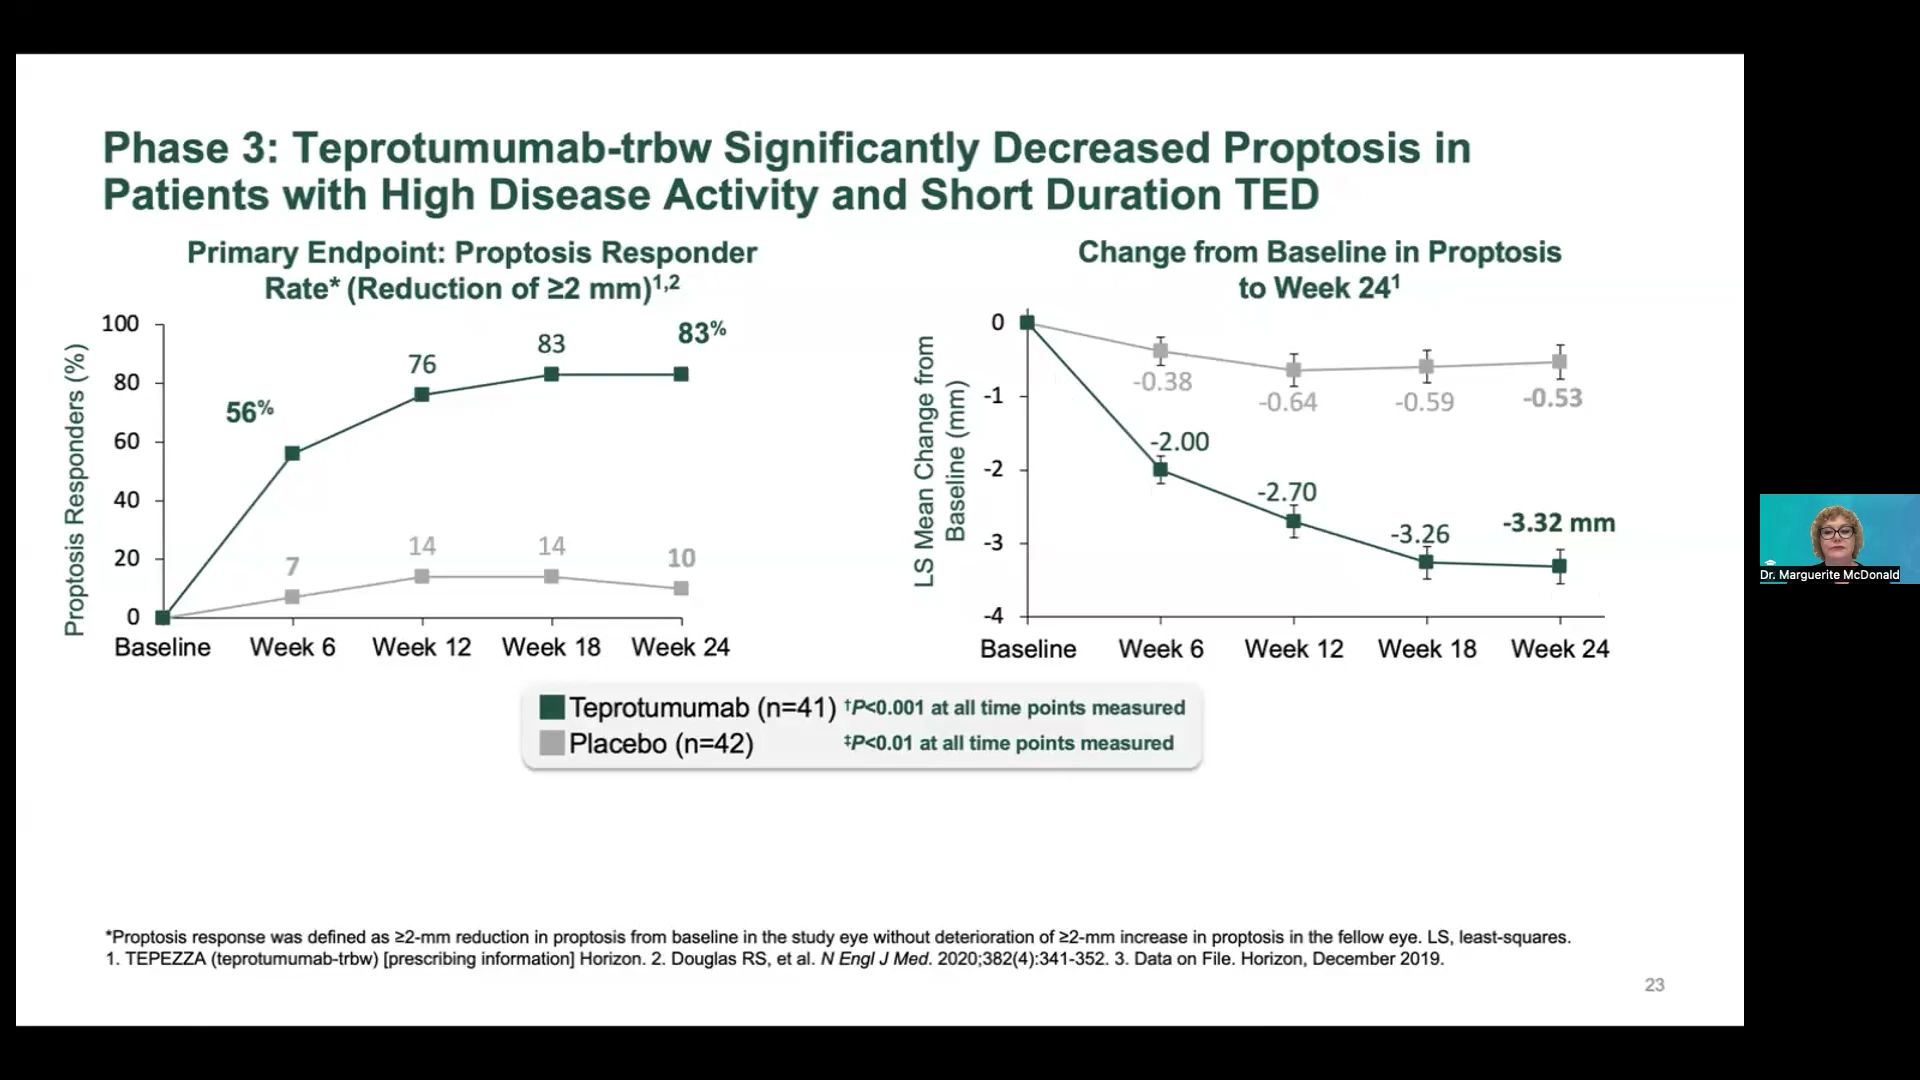 Phase 3: Teprotumumab-trbw Significantly Decreased Proptosis in
Patients with High Disease Activity and Short Duration TED
Primary Endpoint: Proptosis Responder
Rate* (Reduction of ≥2 mm)1,2
Proptosis Responders (%)
100
80
60
40
20
0
56%
76
83
83%
7
14
14
10
Baseline
Week 6
Week 12
Week 18
Week 24
Change from Baseline in Proptosis
to Week 241
LS Mean Change from
Baseline (mm)
0
-1
-2
-3
-4
-0.38
-0.64
-0.59
-0.53
-2.00
-2.70
-3.26
-3.32 mm
Baseline
Week 6
Week 12
Week 18
Week 24
Teprotumumab (n=41) †P<0.001 at all time points measured
Placebo (n=42) ‡P<0.01 at all time points measured
*Proptosis response was defined as ≥2-mm reduction in proptosis from baseline in the study eye without deterioration of ≥2-mm increase in proptosis in the fellow eye. LS, least-squares.
1. TEPEZZA (teprotumumab-trbw) [prescribing information] Horizon. 2. Douglas RS, et al. N Engl J Med. 2020;382(4):341-352. 3. Data on File. Horizon, December 2019.
23
Dr. Marguerite McDonald